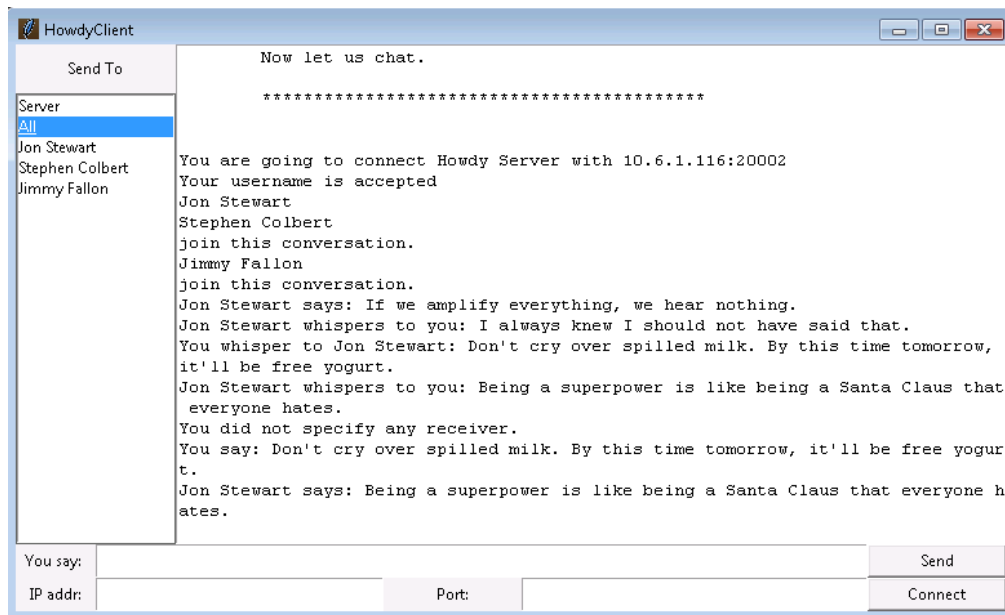 HowdyClient
Send To
Server
All
Jon Stewart
Stephen Colbert
Jimmy Fallon
Now let us chat.
*******************************************
You are going to connect Howdy Server with 10.6.1.116:20002
Your username is accepted
Jon Stewart
Stephen Colbert
join this conversation.
Jimmy Fallon
join this conversation.
Jon Stewart says: If we amplify everything, we hear nothing.
Jon Stewart whispers to you: I always knew I should not have said that.
You whisper to Jon Stewart: Don't cry over spilled milk. By this time tomorrow,
it'll be free yogurt.
Jon Stewart whispers to you: Being a superpower is like being a Santa Claus that
 everyone hates.
You did not specify any receiver.
You say: Don't cry over spilled milk. By this time tomorrow, it'll be free yogur
t.
Jon Stewart says: Being a superpower is like being a Santa Claus that everyone h
ates.
You say:
Send
IP addr:
Port:
Connect